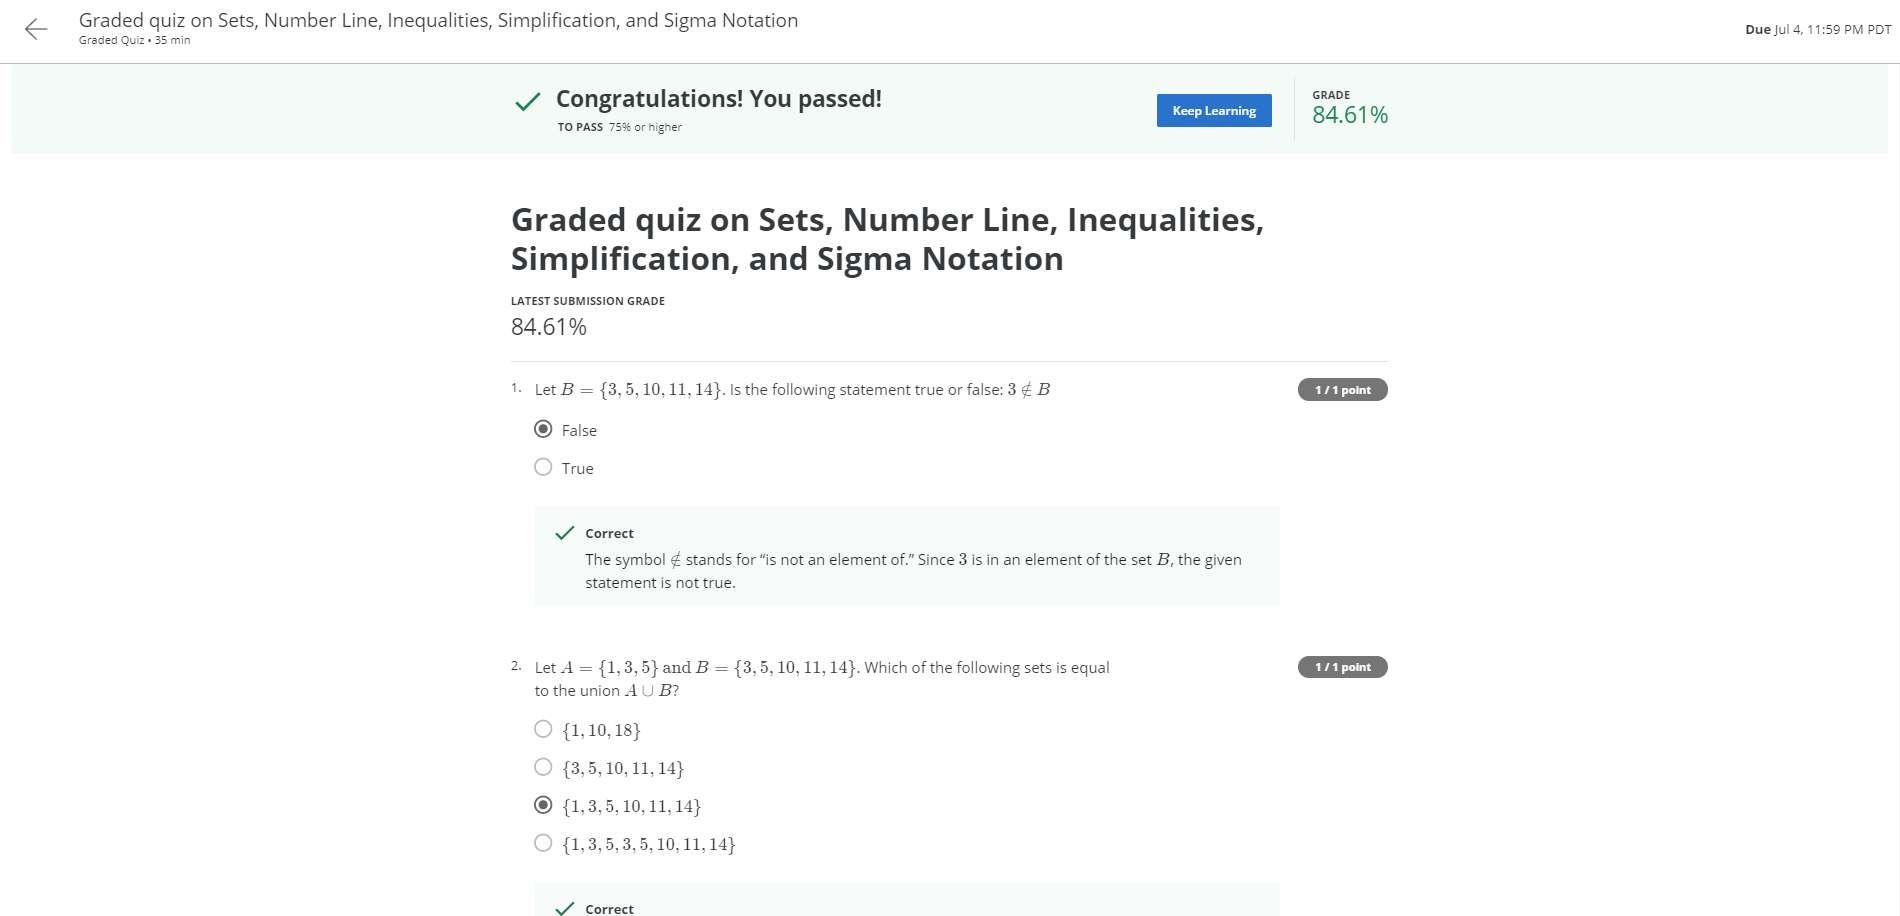 Graded quiz on Sets, Number Line, Inequalities, Simplification, and Sigma Notation
Graded Quiz • 35 min
Due Jul 4, 11:59 PM PDT
Congratulations! You passed!
TO PASS 75% or higher
Keep Learning
GRADE
84.61%
Graded quiz on Sets, Number Line, Inequalities,
Simplification, and Sigma Notation
LATEST SUBMISSION GRADE
84.61%
1. Let B = {3, 5, 10, 11, 14}. Is the following statement true or false: 3 ∉ B
1 / 1 point
False
True
Correct
The symbol ∉ stands for “is not an element of.” Since 3 is in an element of the set B, the given
statement is not true.
2. Let A = {1, 3, 5} and B = {3, 5, 10, 11, 14}. Which of the following sets is equal
to the union A ∪ B?
1 / 1 point
{1, 10, 18}
{3, 5, 10, 11, 14}
{1, 3, 5, 10, 11, 14}
{1, 3, 5, 3, 5, 10, 11, 14}
Correct